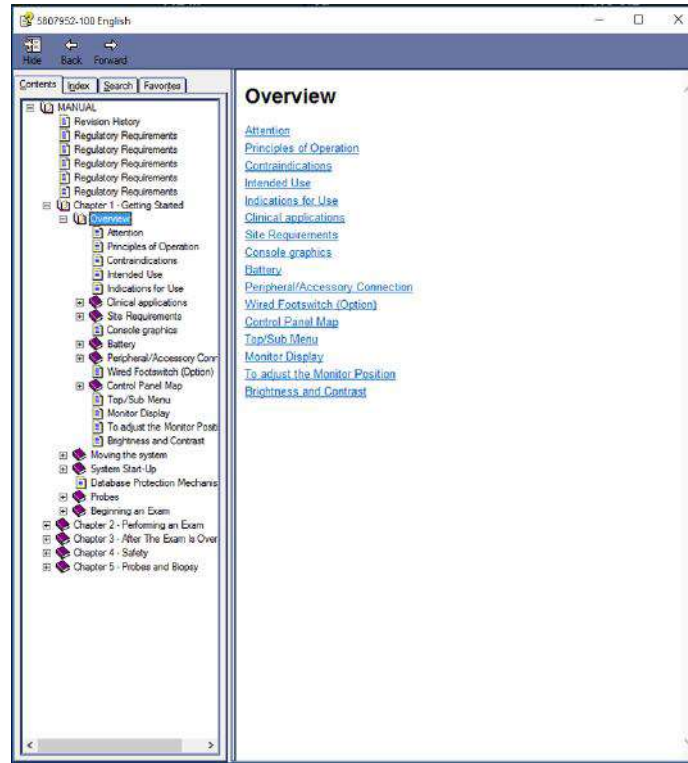 5807952-100 English
Hide Back Forward
Contents Index Search Favorites
MANUAL
Revision History
Regulatory Requirements
Regulatory Requirements
Regulatory Requirements
Regulatory Requirements
Regulatory Requirements
Chapter 1 - Getting Started
Overview
Attention
Principles of Operation
Contraindications
Intended Use
Indications for Use
Clinical applications
Site Requirements
Console graphics
Battery
Peripheral/Accessory Conr
Wired Footswitch (Option)
Control Panel Map
Top/Sub Menu
Monitor Display
To adjust the Monitor Positi
Brightness and Contrast
Moving the system
System Start-Up
Database Protection Mechanis
Probes
Beginning an Exam
Chapter 2 - Performing an Exam
Chapter 3 - After The Exam Is Over
Chapter 4 - Safety
Chapter 5 - Probes and Biopsy
Overview
Attention
Principles of Operation
Contraindications
Intended Use
Indications for Use
Clinical applications
Site Requirements
Console graphics
Battery
Peripheral/Accessory Connection
Wired Footswitch (Option)
Control Panel Map
Top/Sub Menu
Monitor Display
To adjust the Monitor Position
Brightness and Contrast